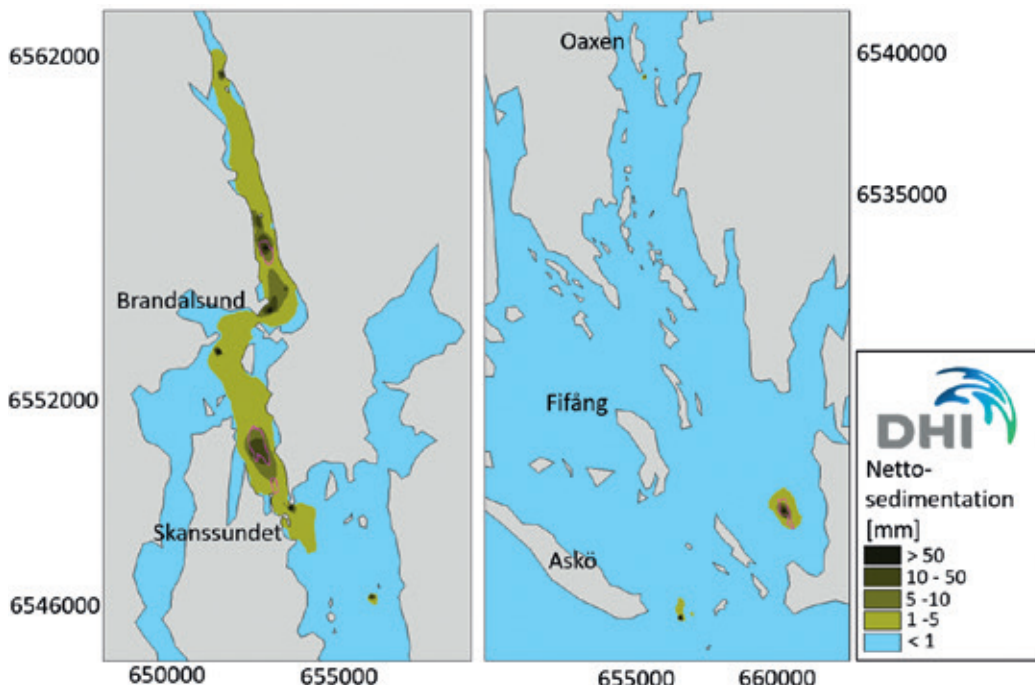 6562000
6552000
6546000
650000
655000
Brandalsund
Skanssundet
Oaxen
Fifång
Askö
655000
660000
6540000
6535000
DHI
Netto-
sedimentation
[mm]
> 50
10 - 50
5 -10
1 -5
< 1